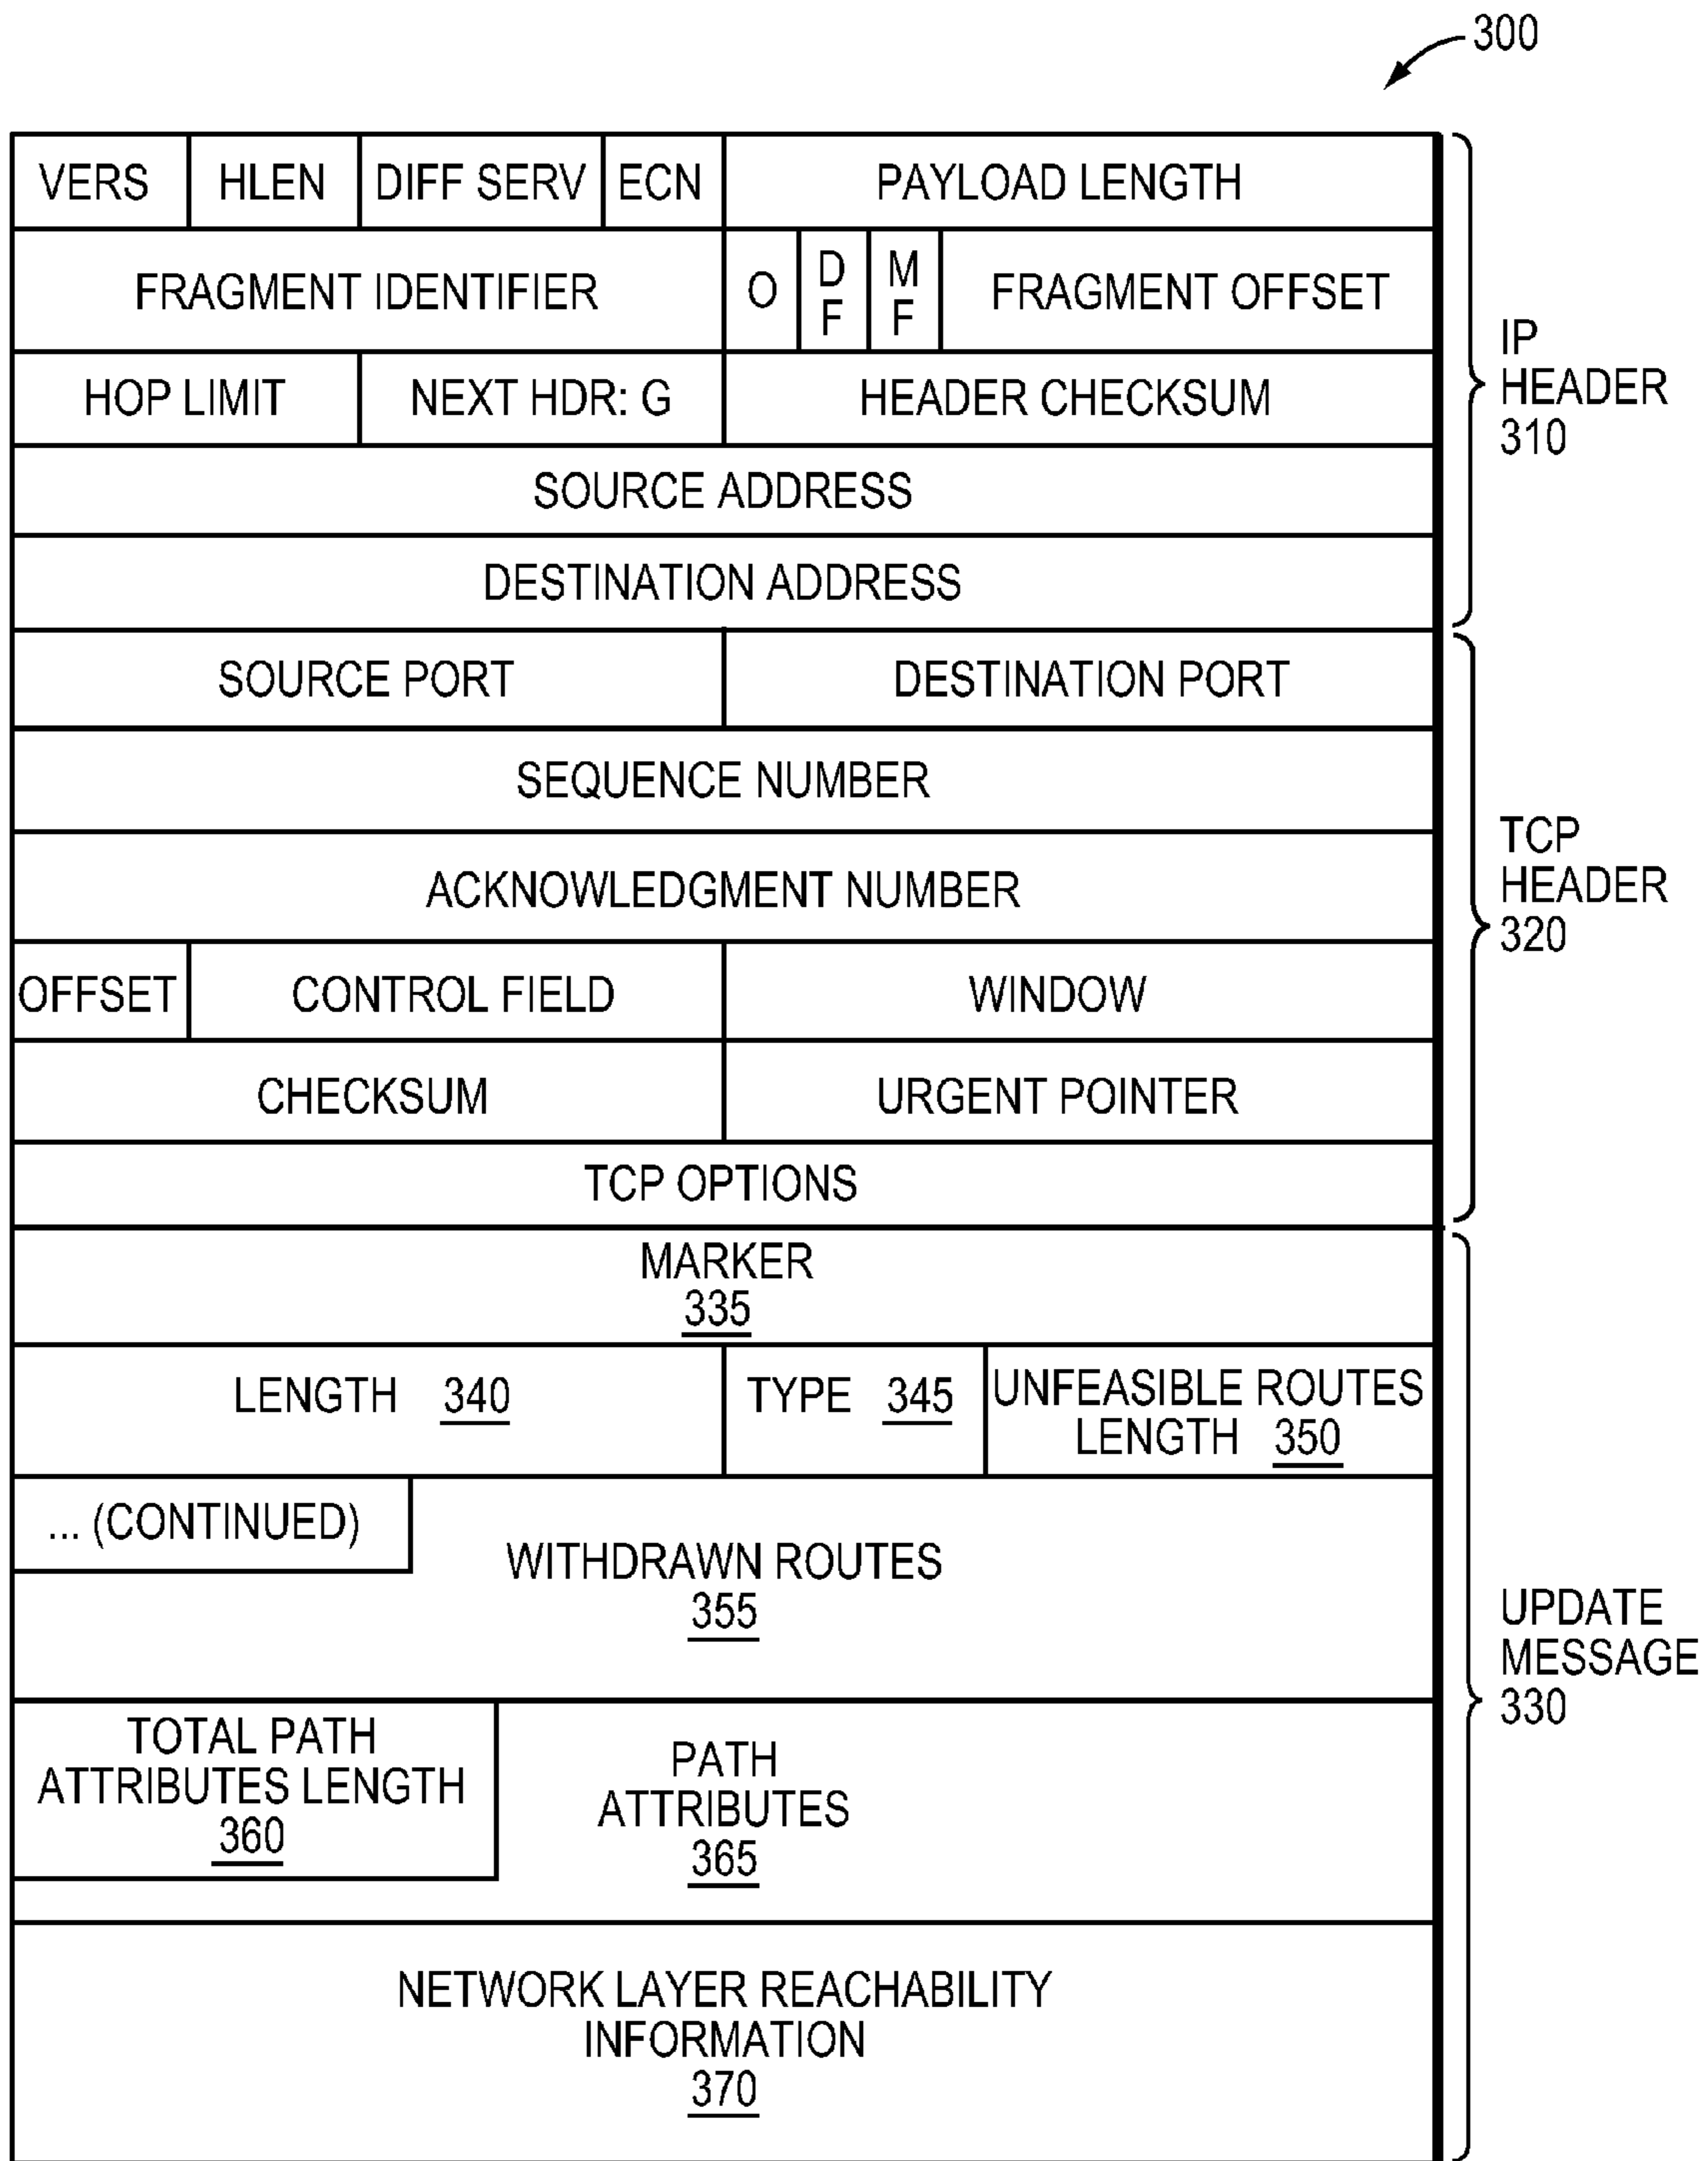 300
VERS HLEN DIFF SERV ECN PAYLOAD LENGTH
FRAGMENT IDENTIFIER O DF MF FRAGMENT OFFSET
HOP LIMIT NEXT HDR: G HEADER CHECKSUM
SOURCE ADDRESS
DESTINATION ADDRESS
IP
HEADER
310
SOURCE PORT DESTINATION PORT
SEQUENCE NUMBER
ACKNOWLEDGMENT NUMBER
OFFSET CONTROL FIELD WINDOW
CHECKSUM URGENT POINTER
TCP OPTIONS
TCP
HEADER
320
MARKER
335
LENGTH 340 TYPE 345 UNFEASIBLE ROUTES
LENGTH 350
... (CONTINUED)
WITHDRAWN ROUTES
355
TOTAL PATH
ATTRIBUTES LENGTH
360
PATH
ATTRIBUTES
365
NETWORK LAYER REACHABILITY
INFORMATION
370
UPDATE
MESSAGE
330